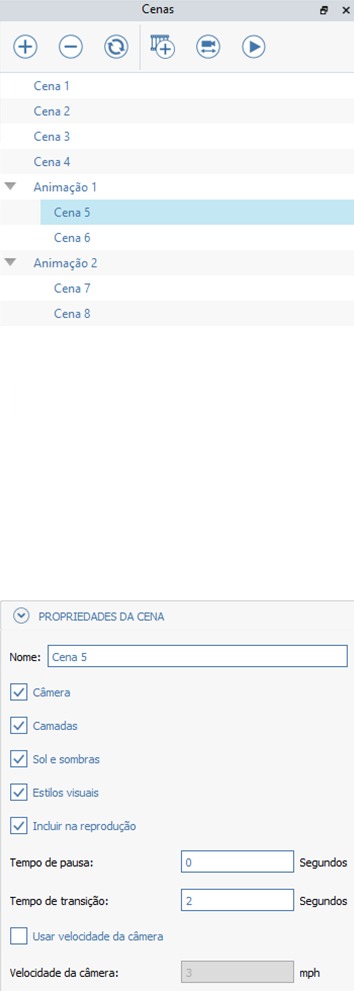 Cenas
Cena 1
Cena 2
Cena 3
Cena 4
Animação 1
Cena 5
Cena 6
Animação 2
Cena 7
Cena 8
PROPRIEDADES DA CENA
Nome: Cena 5
Câmera
Camadas
Sol e sombras
Estilos visuais
Incluir na reprodução
Tempo de pausa: 0 Segundos
Tempo de transição: 2 Segundos
Usar velocidade da câmera
Velocidade da câmera: 3 mph